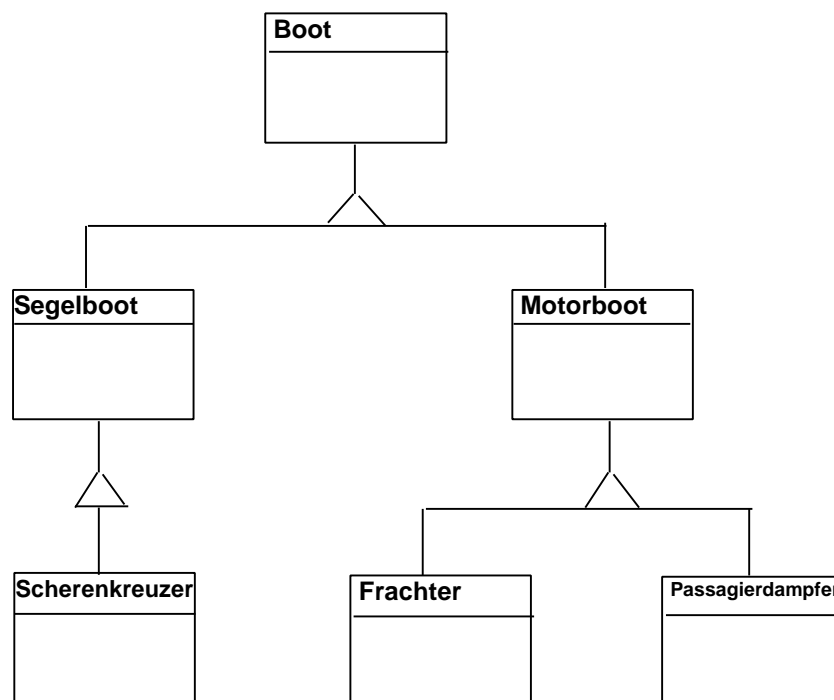 Boot
Segelboot
Motorboot
Scherenkreuzer
Frachter
Passagierdampfer